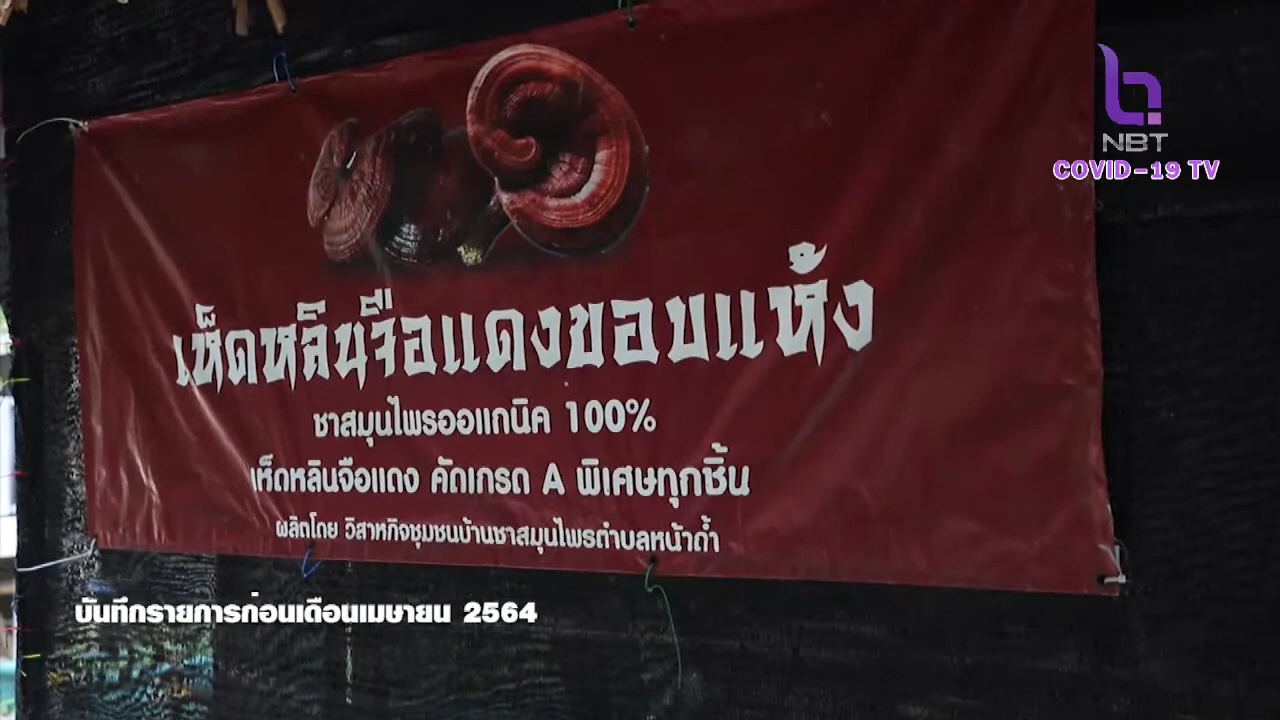 NBT
COVID-19 TV
เห็ดหลินจือแดงขอบแห้ง
ชาสมุนไพรออแกนิค 100%
เห็ดหลินจือแดง คัดเกรด A พิเศษทุกชิ้น
ผลิตโดย วิสาหกิจชุมชนบ้านชาสมุนไพรตำบลหน้าถ้ำ
บันทึกรายการก่อนเดือนเมษายน 2564